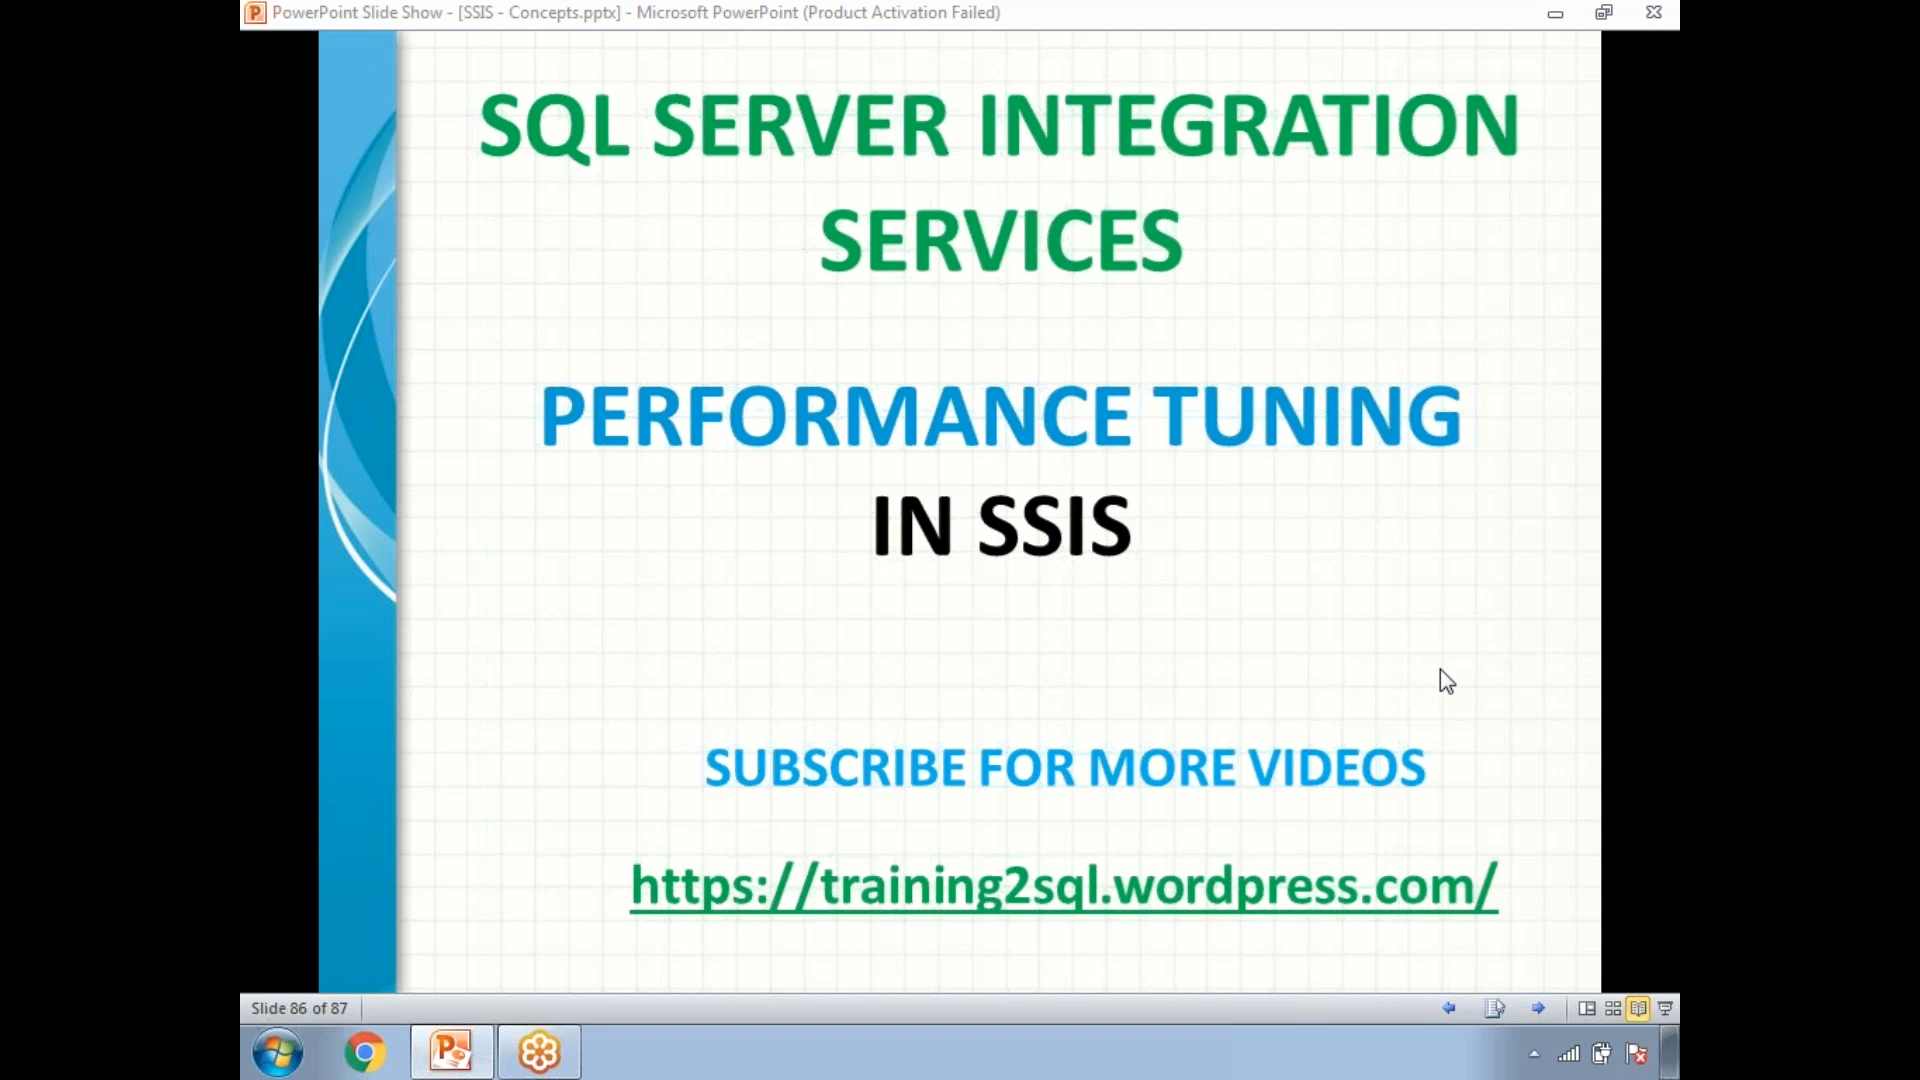 PowerPoint Slide Show - [SSIS - Concepts.pptx] - Microsoft PowerPoint (Product Activation Failed)
SQL SERVER INTEGRATION
SERVICES
PERFORMANCE TUNING
IN SSIS
SUBSCRIBE FOR MORE VIDEOS
https://training2sql.wordpress.com/
Slide 86 of 87